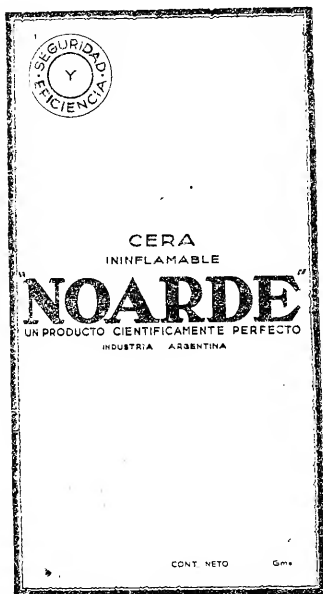 SEGURIDAD
Y
EFICIENCIA
CERA
ININFLAMABLE
"NOARDE"
UN PRODUCTO CIENTIFICAMENTE PERFECTO
INDUSTRIA ARGENTINA
CONT. NETO Gms